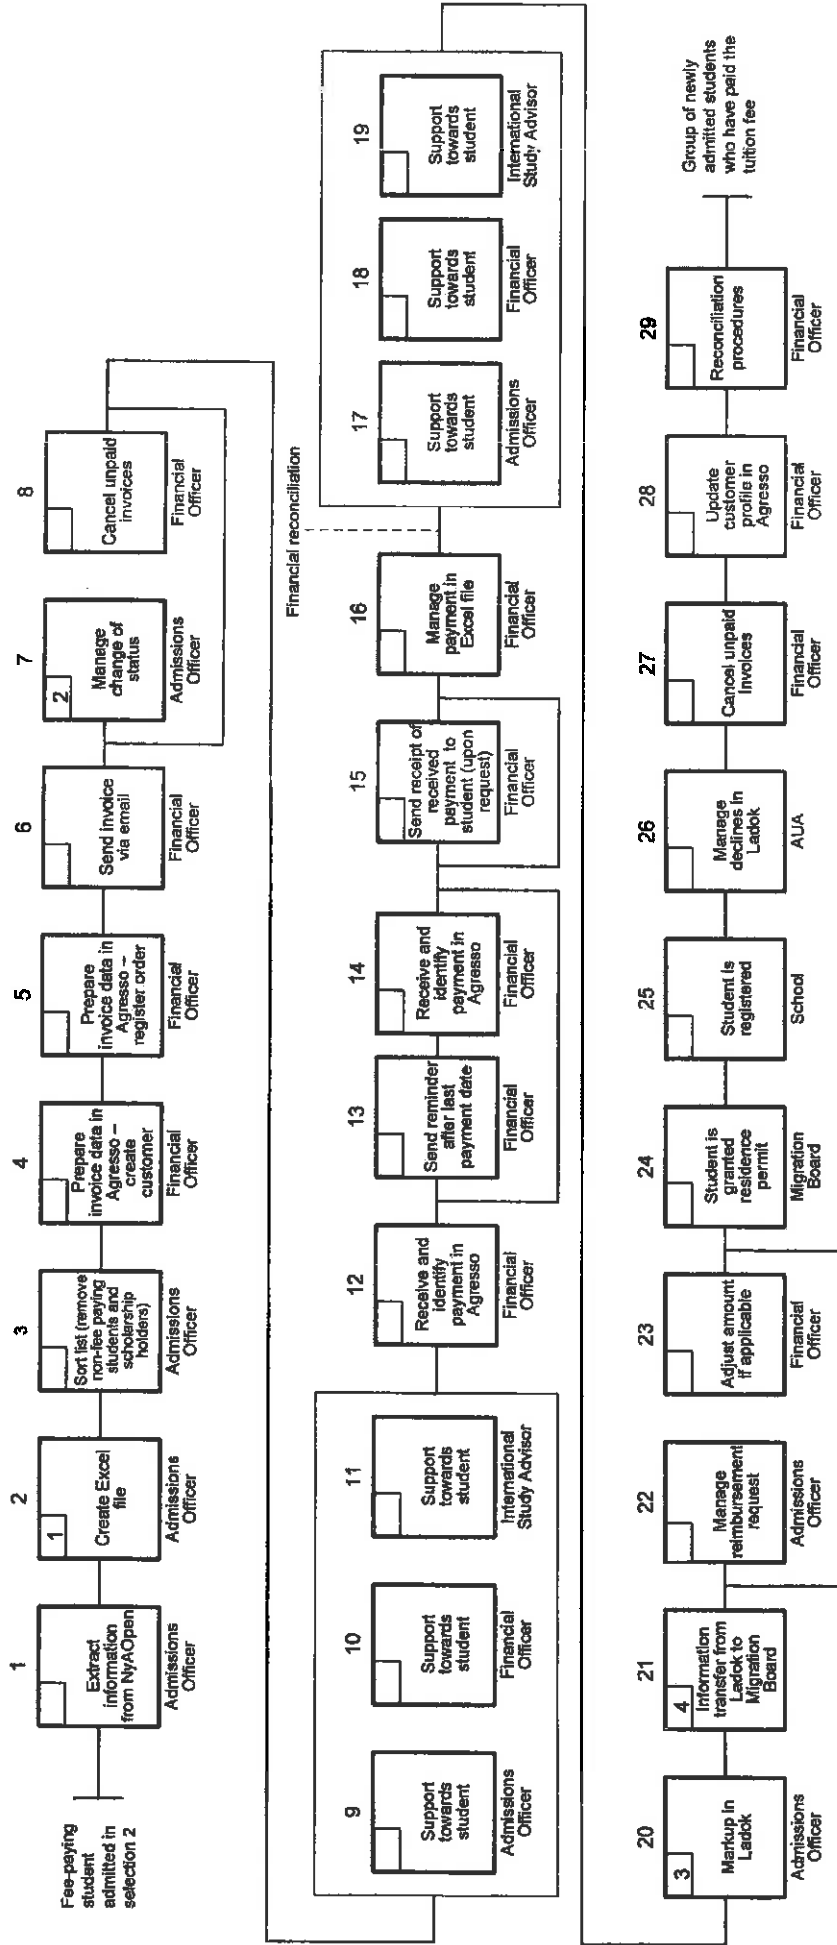 Fee-paying
student
admitted in
selection 2
1
Extract
information
from NyAOpen
Admissions
Officer
2
1
Create Excel
file
Admissions
Officer
3
Sort list (remove
non-fee paying
students and
scholarship
holders)
Admissions
Officer
4
Prepare
invoice data in
Agresso –
create
customer
Financial
Officer
5
Prepare
invoice data in
Agresso –
register order
Financial
Officer
6
Send invoice
via email
Financial
Officer
7
2
Manage
change of
status
Admissions
Officer
8
Cancel unpaid
invoices
Financial
Officer
9
Support
towards
student
Admissions
Officer
10
Support
towards
student
Financial
Officer
11
Support
towards
student
International
Study Advisor
12
Receive and
identify
payment in
Agresso
Financial
Officer
13
Send reminder
after last
payment date
Financial
Officer
14
Receive and
identify
payment in
Agresso
Financial
Officer
15
Send receipt of
received
payment to
student (upon
request)
Financial
Officer
16
Manage
payment in
Excel file
Financial
Officer
Financial reconciliation
17
Support
towards
student
Admissions
Officer
18
Support
towards
student
Financial
Officer
19
Support
towards
student
International
Study Advisor
20
3
Markup in
Ladok
Admissions
Officer
21
4
Information
transfer from
Ladok to
Migration
Board
22
Manage
reimbursement
request
Admissions
Officer
23
Adjust amount
if applicable
Financial
Officer
24
Student is
granted
residence
permit
Migration
Board
25
Student is
registered
School
26
Manage
declines in
Ladok
AUA
27
Cancel unpaid
Invoices
Financial
Officer
28
Update
customer
profile in
Agresso
Financial
Officer
29
Reconciliation
procedures
Financial
Officer
Group of newly
admitted students
who have paid the
tuition fee